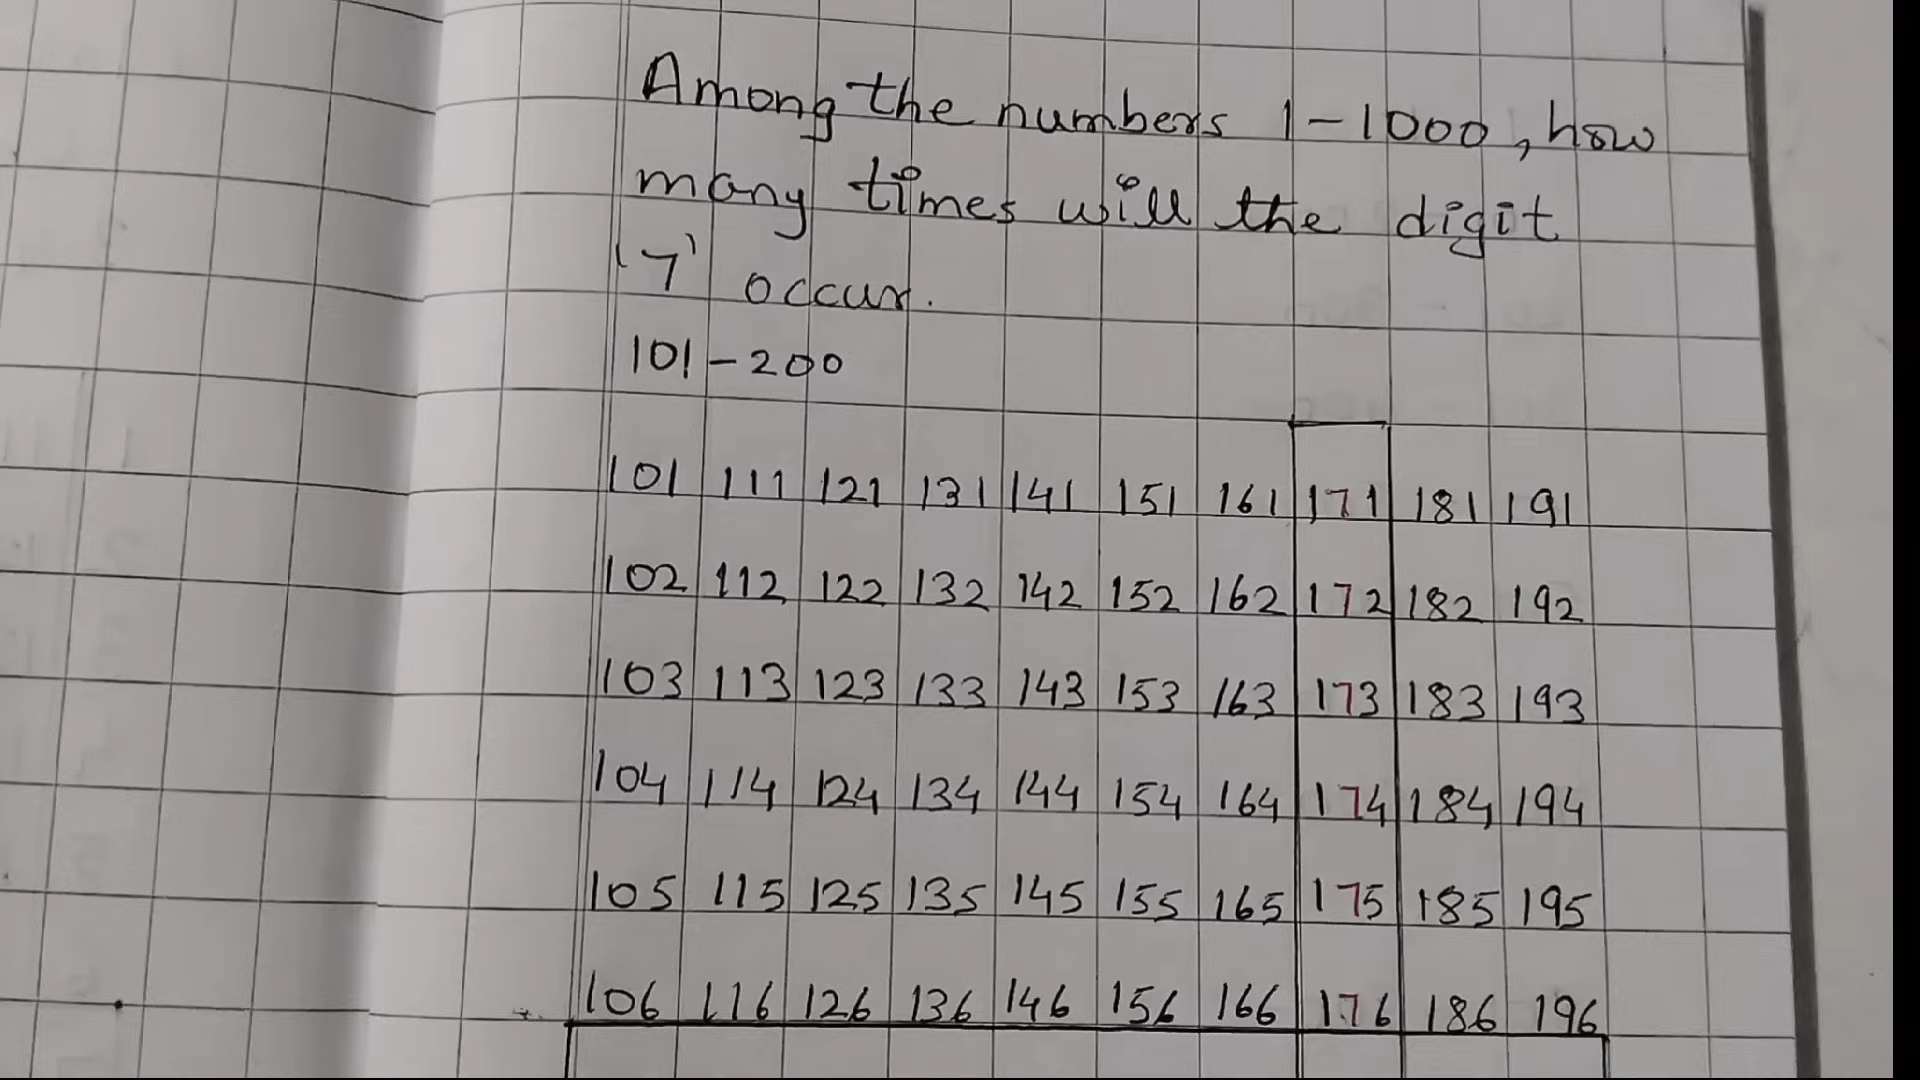 Among the numbers 1-1000, how
many times will the digit
'7' occur.
101-200
101 111 121 131 141 151 161 171 181 191
102 112 122 132 142 152 162 172 182 192
103 113 123 133 143 153 163 173 183 193
104 114 124 134 144 154 164 174 184 194
105 115 125 135 145 155 165 175 185 195
106 116 126 136 146 156 166 176 186 196